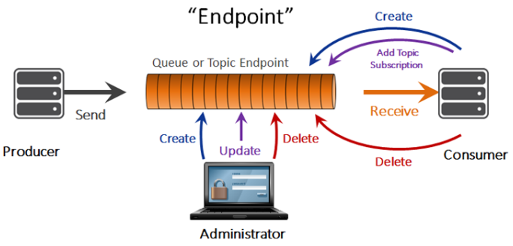 “Endpoint”
Create
Queue or Topic Endpoint
Add Topic
Subscription
Send
Receive
Producer
Create
Update
Delete
Delete
Consumer
Administrator